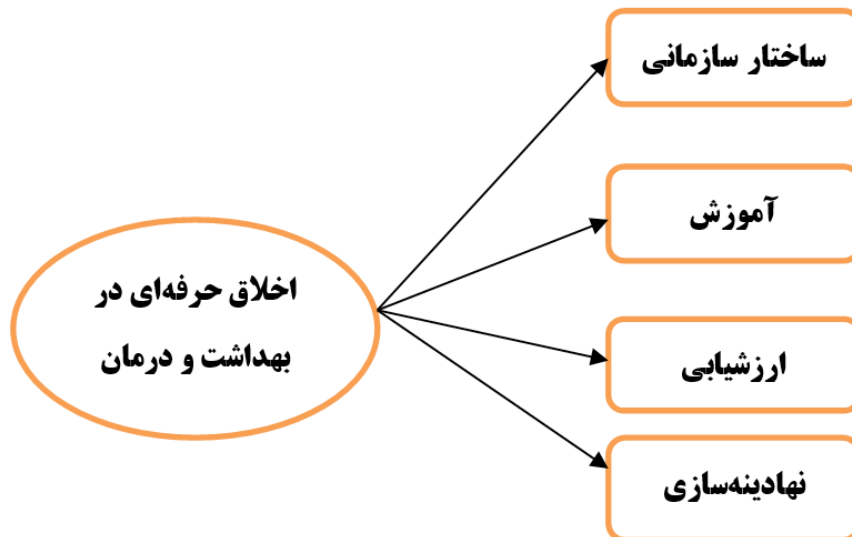 ساختار سازمانی
آموزش
اخلاق حرفه‌ای در
بهداشت و درمان
ارزشیابی
نهادینه‌سازی